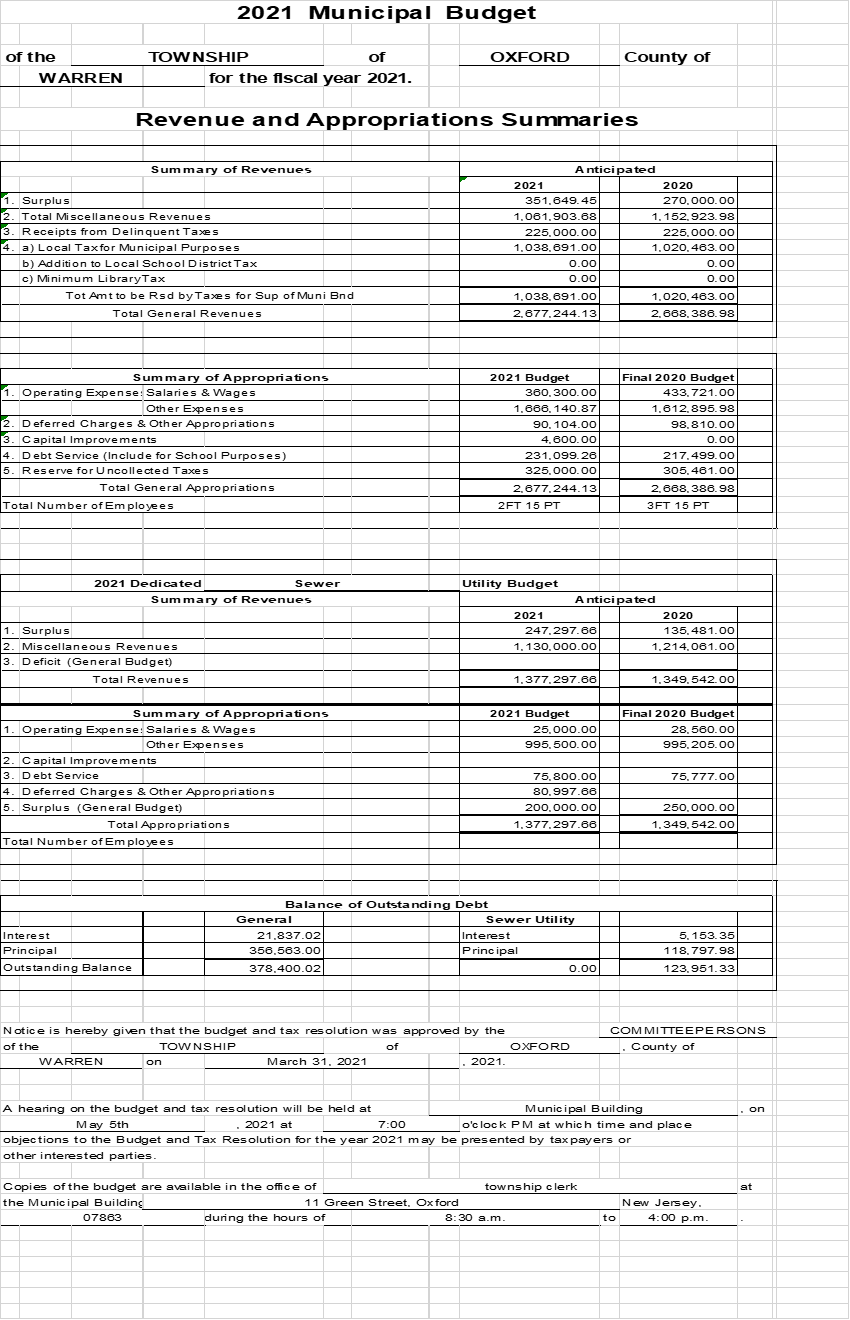 2021 Municipal Budget
of the TOWNSHIP of OXFORD County of
WARREN for the fiscal year 2021.
Revenue and Appropriations Summaries
Summary of Revenues Anticipated
2021 2020
1. Surplus 351,649.45 270,000.00
2. Total Miscellaneous Revenues 1,061,903.68 1,152,923.98
3. Receipts from Delinquent Taxes 225,000.00 225,000.00
4. a) Local Tax for Municipal Purposes 1,038,691.00 1,020,463.00
b) Addition to Local School District Tax 0.00 0.00
c) Minimum Library Tax 0.00 0.00
Tot Amt to be Rsd by Taxes for Sup of Muni Bnd 1,038,691.00 1,020,463.00
Total General Revenues 2,677,244.13 2,668,386.98
Summary of Appropriations 2021 Budget Final 2020 Budget
1. Operating Expenses Salaries & Wages 360,300.00 433,721.00
Other Expenses 1,666,140.87 1,612,895.98
2. Deferred Charges & Other Appropriations 90,104.00 98,810.00
3. Capital Improvements 4,600.00 0.00
4. Debt Service (Include for School Purposes) 231,099.26 217,499.00
5. Reserve for Uncollected Taxes 325,000.00 305,461.00
Total General Appropriations 2,677,244.13 2,668,386.98
Total Number of Employees 2FT 15 PT 3FT 15 PT
2021 Dedicated Sewer Utility Budget
Summary of Revenues Anticipated
2021 2020
1. Surplus 247,297.66 135,481.00
2. Miscellaneous Revenues 1,130,000.00 1,214,061.00
3. Deficit (General Budget)
Total Revenues 1,377,297.66 1,349,542.00
Summary of Appropriations 2021 Budget Final 2020 Budget
1. Operating Expenses Salaries & Wages 25,000.00 28,560.00
Other Expenses 995,500.00 995,205.00
2. Capital Improvements
3. Debt Service 75,800.00 75,777.00
4. Deferred Charges & Other Appropriations 80,997.66
5. Surplus (General Budget) 200,000.00 250,000.00
Total Appropriations 1,377,297.66 1,349,542.00
Total Number of Employees
Balance of Outstanding Debt
General Sewer Utility
Interest 21,837.02 Interest 5,153.35
Principal 356,563.00 Principal 118,797.98
Outstanding Balance 378,400.02 0.00 123,951.33
Notice is hereby given that the budget and tax resolution was approved by the COMMITTEEPERSONS
of the TOWNSHIP of OXFORD , County of
WARREN on March 31, 2021 , 2021.
A hearing on the budget and tax resolution will be held at Municipal Building , on
May 5th , 2021 at 7:00 o'clock PM at which time and place
objections to the Budget and Tax Resolution for the year 2021 may be presented by taxpayers or
other interested parties.
Copies of the budget are available in the office of township clerk at
the Municipal Building 11 Green Street, Oxford New Jersey,
07863 during the hours of 8:30 a.m. to 4:00 p.m. .